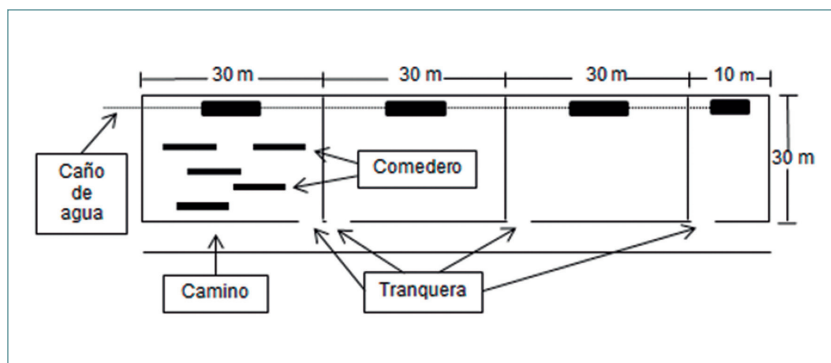 30 m
30 m
30 m
10 m
30 m
Caño
de
agua
Comedero
Camino
Tranquera